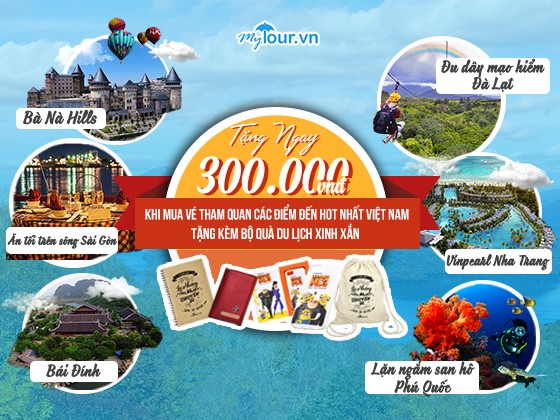 Mytour.vn
Đu dây mạo hiểm
Đà Lạt
Bà Nà Hills
Tặng Ngay
300.000
vnđ
KHI MUA VÉ THAM QUAN CÁC ĐIỂM ĐẾN HOT NHẤT VIỆT NAM
TẶNG KÈM BỘ QUÀ DU LỊCH XINH XẮN
Ăn tối trên sông Sài Gòn
Vinpearl Nha Trang
Bái Đính
Lặn ngắm san hô
Phú Quốc